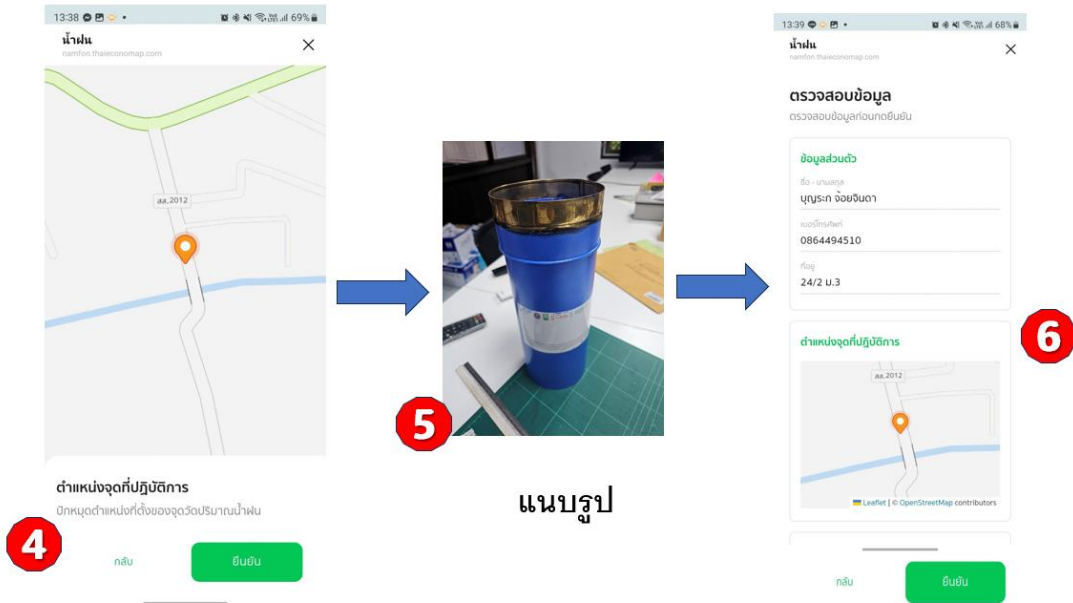 13:38
69%
น้ำฝน
namfon.thaieconomap.com
สส.2012
ตำแหน่งจุดที่ปฏิบัติการ
ปักหมุดตำแหน่งที่ตั้งของจุดวัดปริมาณน้ำฝน
4
กลับ
ยืนยัน
5
แนบรูป
13:39
68%
น้ำฝน
namfon.thaieconomap.com
ตรวจสอบข้อมูล
ตรวจสอบข้อมูลก่อนกดยืนยัน
ข้อมูลส่วนตัว
ชื่อ - นามสกุล
บุญระก จ้อยจินดา
เบอร์โทรศัพท์
0864494510
ที่อยู่
24/2 ม.3
ตำแหน่งจุดที่ปฏิบัติการ
สส.2012
Leaflet | © OpenStreetMap contributors
6
กลับ
ยืนยัน